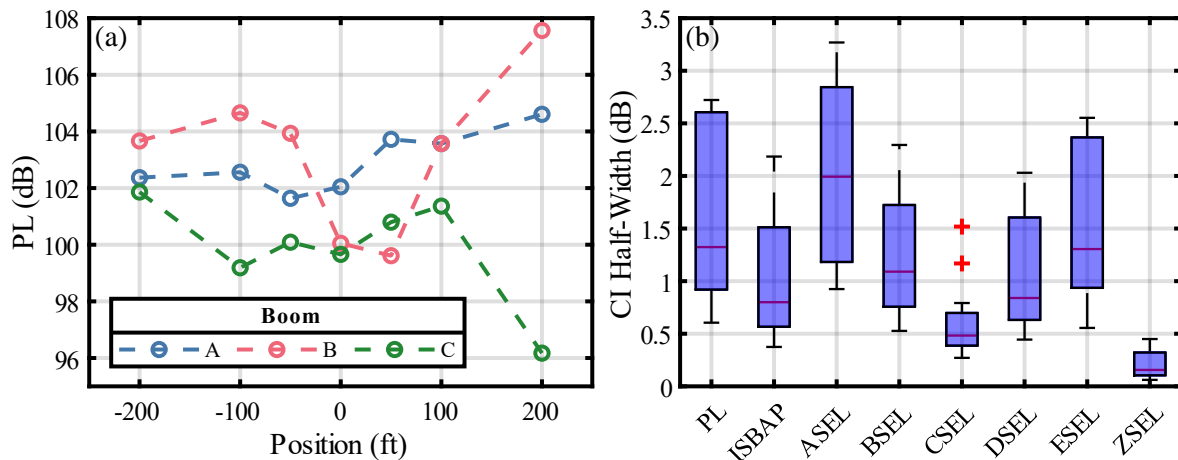 (a)
PL (dB)
108
106
104
102
100
98
96
Boom
A B C
-200 -100 0 100 200
Position (ft)
(b)
CI Half-Width (dB)
3.5
3
2.5
2
1.5
1
0.5
0
PL ISBAP ASEL BSEL CSEL DSEL ESEL ZSEL